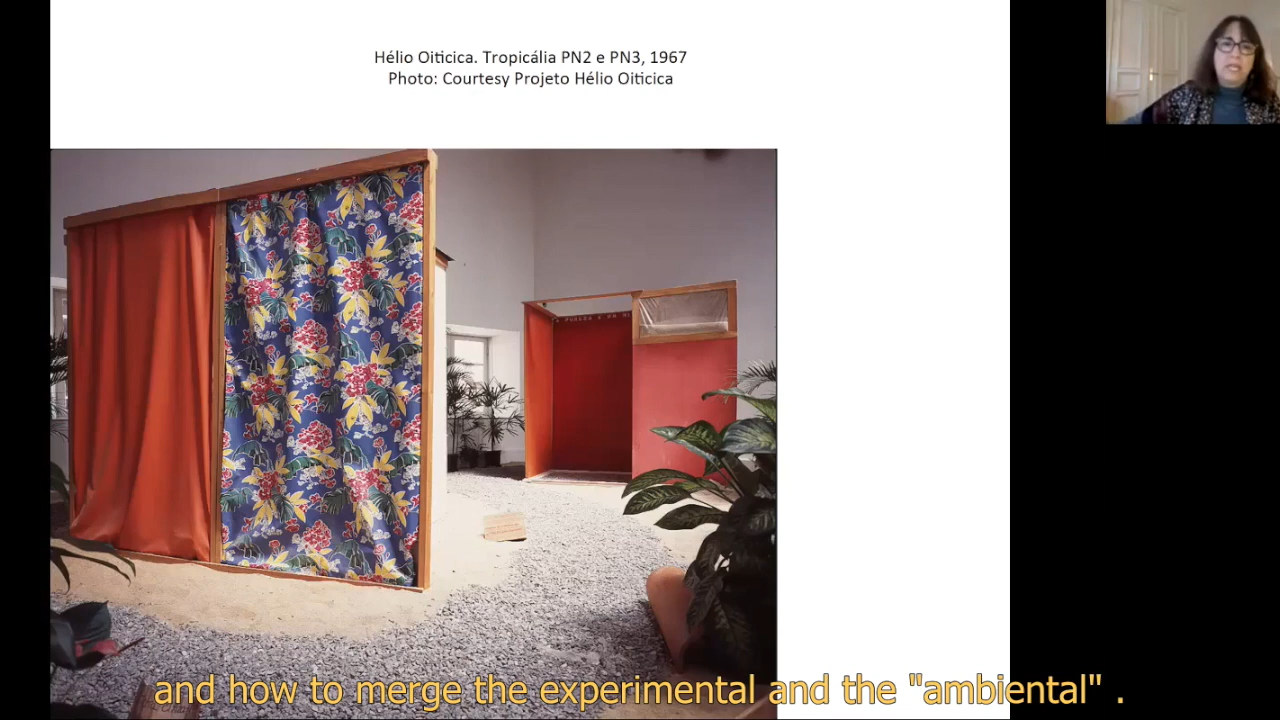 Hélio Oiticica. Tropicália PN2 e PN3, 1967
Photo: Courtesy Projeto Hélio Oiticica
and how to merge the experimental and the "ambiental" .